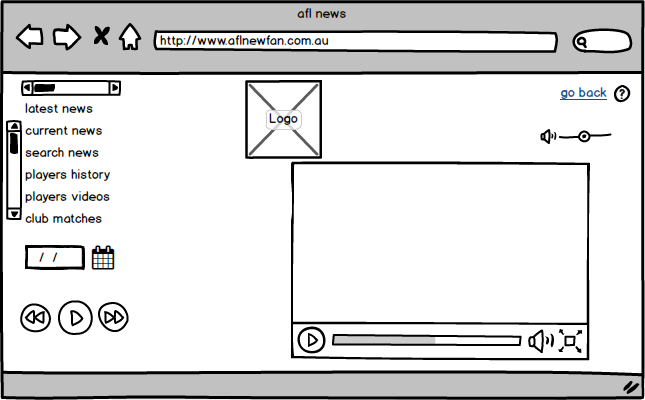 afl news
http://www.aflnewfan.com.au
Logo
go back ?
latest news
current news
search news
players history
players videos
club matches
/ /